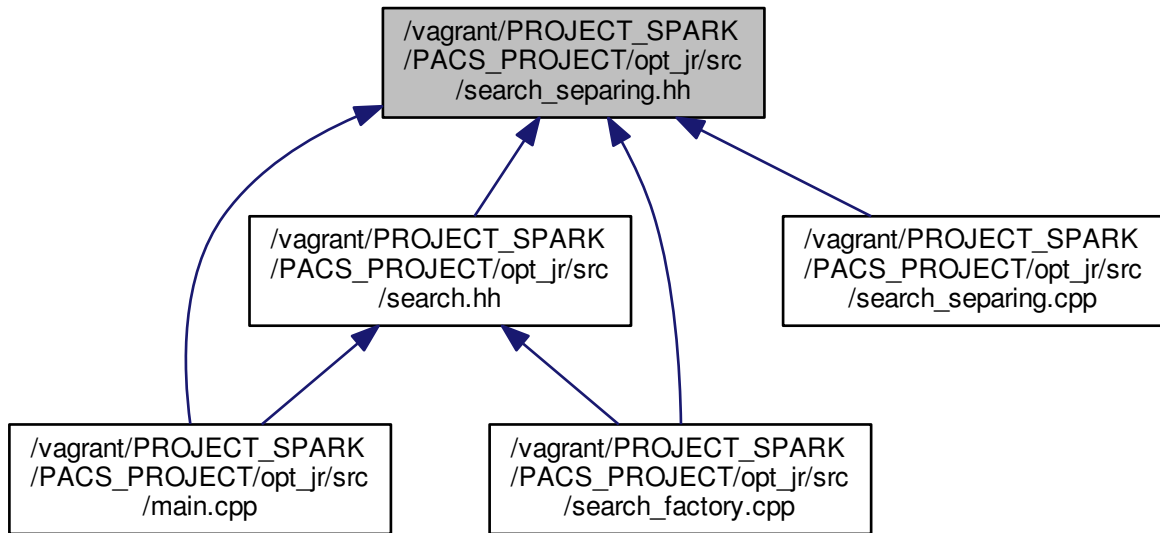 /vagrant/PROJECT_SPARK
/PACS_PROJECT/opt_jr/src
/search_separing.hh
/vagrant/PROJECT_SPARK
/PACS_PROJECT/opt_jr/src
/search.hh
/vagrant/PROJECT_SPARK
/PACS_PROJECT/opt_jr/src
/search_separing.cpp
/vagrant/PROJECT_SPARK
/PACS_PROJECT/opt_jr/src
/main.cpp
/vagrant/PROJECT_SPARK
/PACS_PROJECT/opt_jr/src
/search_factory.cpp